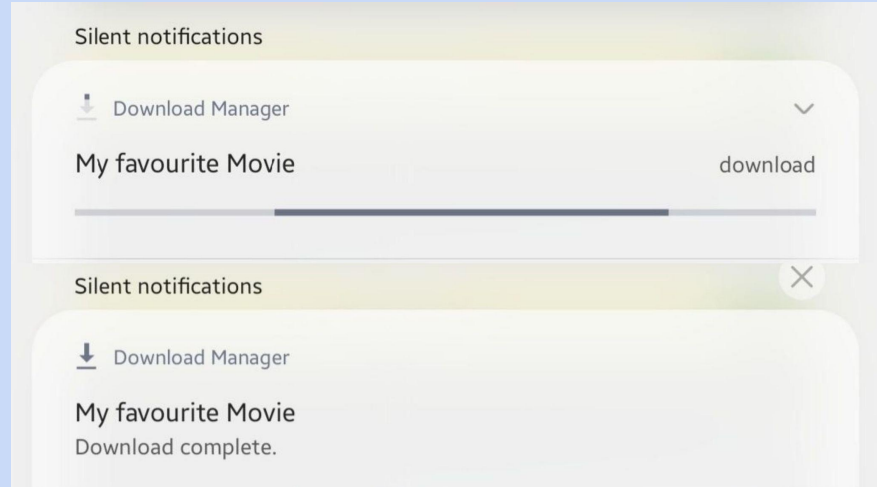 Silent notifications
Download Manager
My favourite Movie download
Silent notifications
Download Manager
My favourite Movie
Download complete.